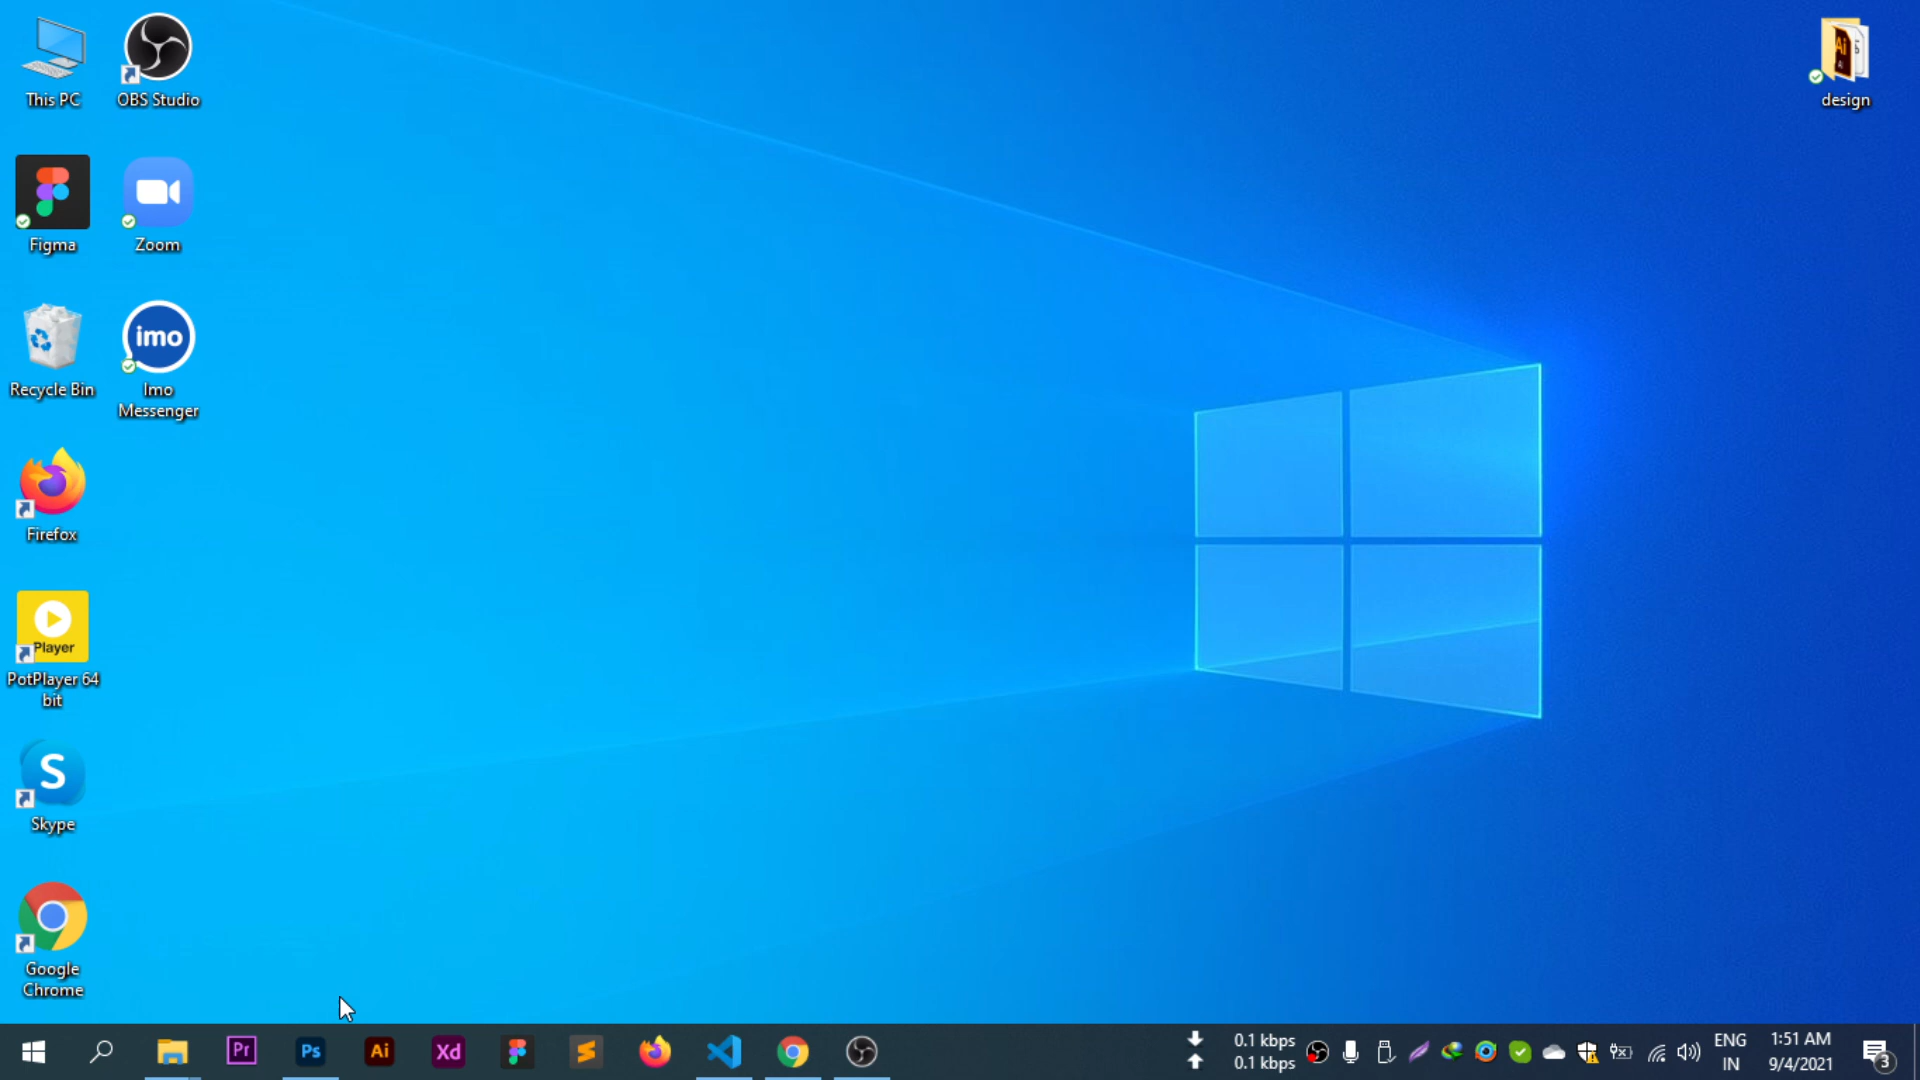 This PC
OBS Studio
Ai
design
Figma
Zoom
Recycle Bin
imo
Imo
Messenger
Firefox
Player
PotPlayer 64
bit
S
Skype
Google
Chrome
Pr
Ps
Ai
Xd
0.1 kbps
0.1 kbps
ENG
IN
1:51 AM
9/4/2021
3